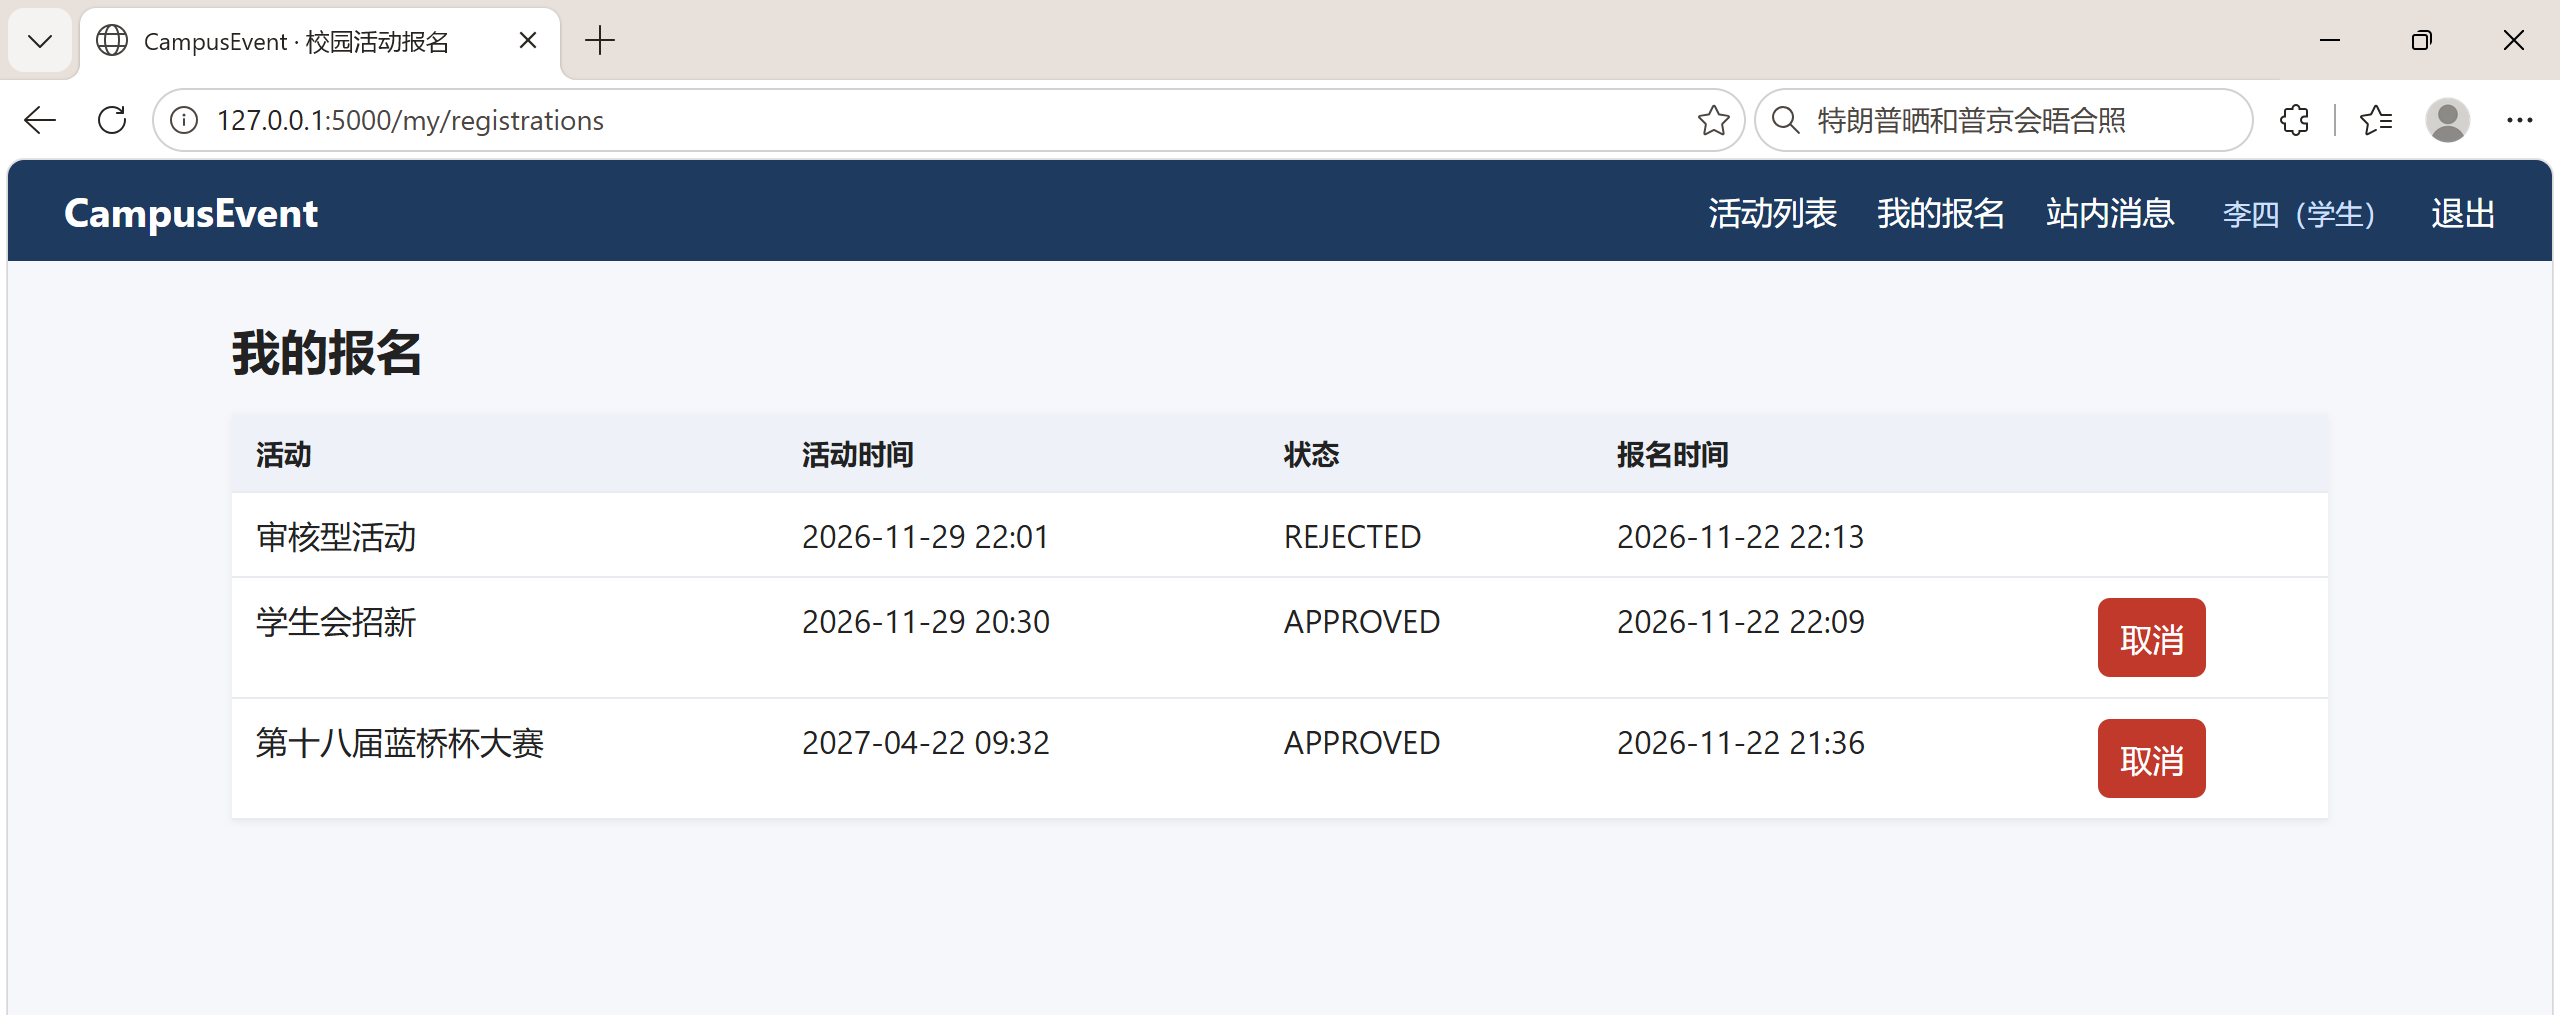 CampusEvent · 校园活动报名
127.0.0.1:5000/my/registrations
特朗普晒和普京会晤合照
CampusEvent 活动列表 我的报名 站内消息 李四（学生） 退出
我的报名
活动 活动时间 状态 报名时间
审核型活动 2026-11-29 22:01 REJECTED 2026-11-22 22:13
学生会招新 2026-11-29 20:30 APPROVED 2026-11-22 22:09 取消
第十八届蓝桥杯大赛 2027-04-22 09:32 APPROVED 2026-11-22 21:36 取消